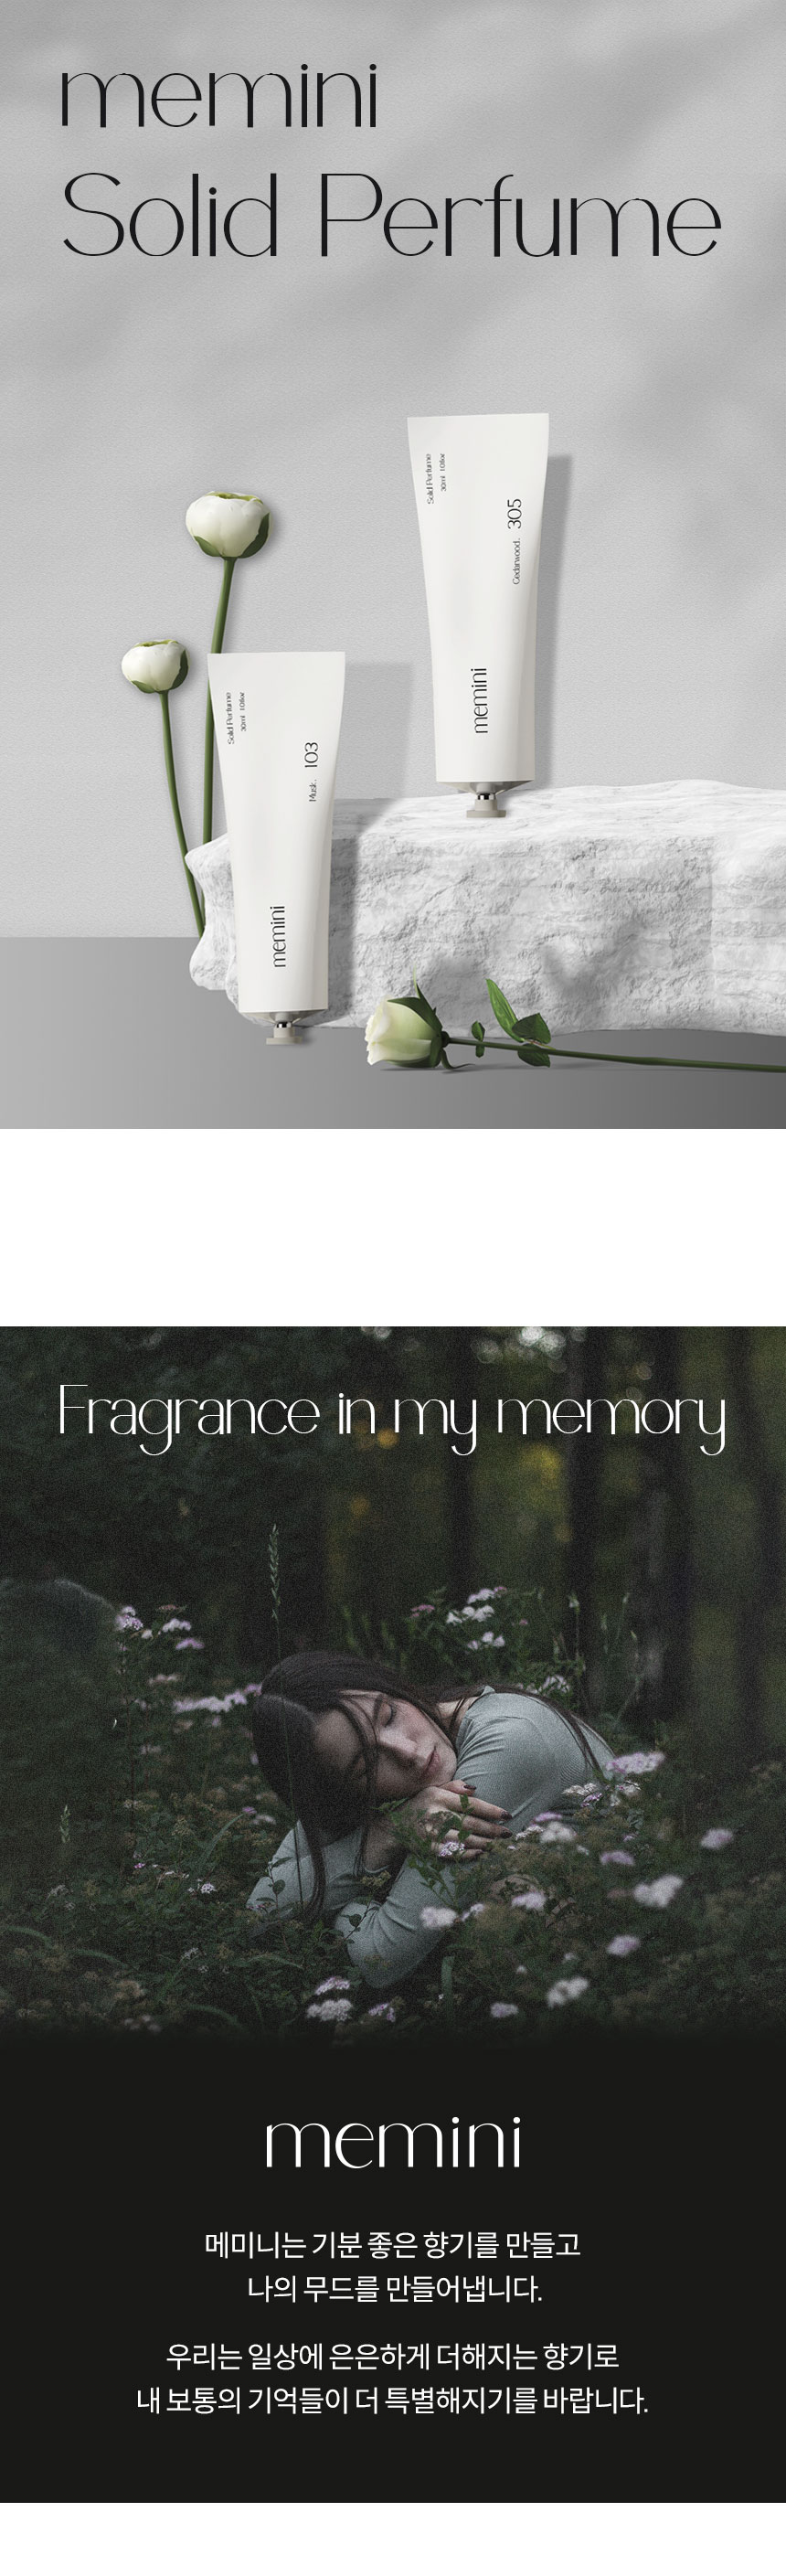 memini
Solid Perfume
Solid Perfume
30ml 1.0floz
305
Cedarwood.
memini
Solid Perfume
30ml 1.0floz
103
Musk.
memini
Fragrance in my memory
memini
메미니는 기분 좋은 향기를 만들고
나의 무드를 만들어냅니다.
우리는 일상에 은은하게 더해지는 향기로
내 보통의 기억들이 더 특별해지기를 바랍니다.